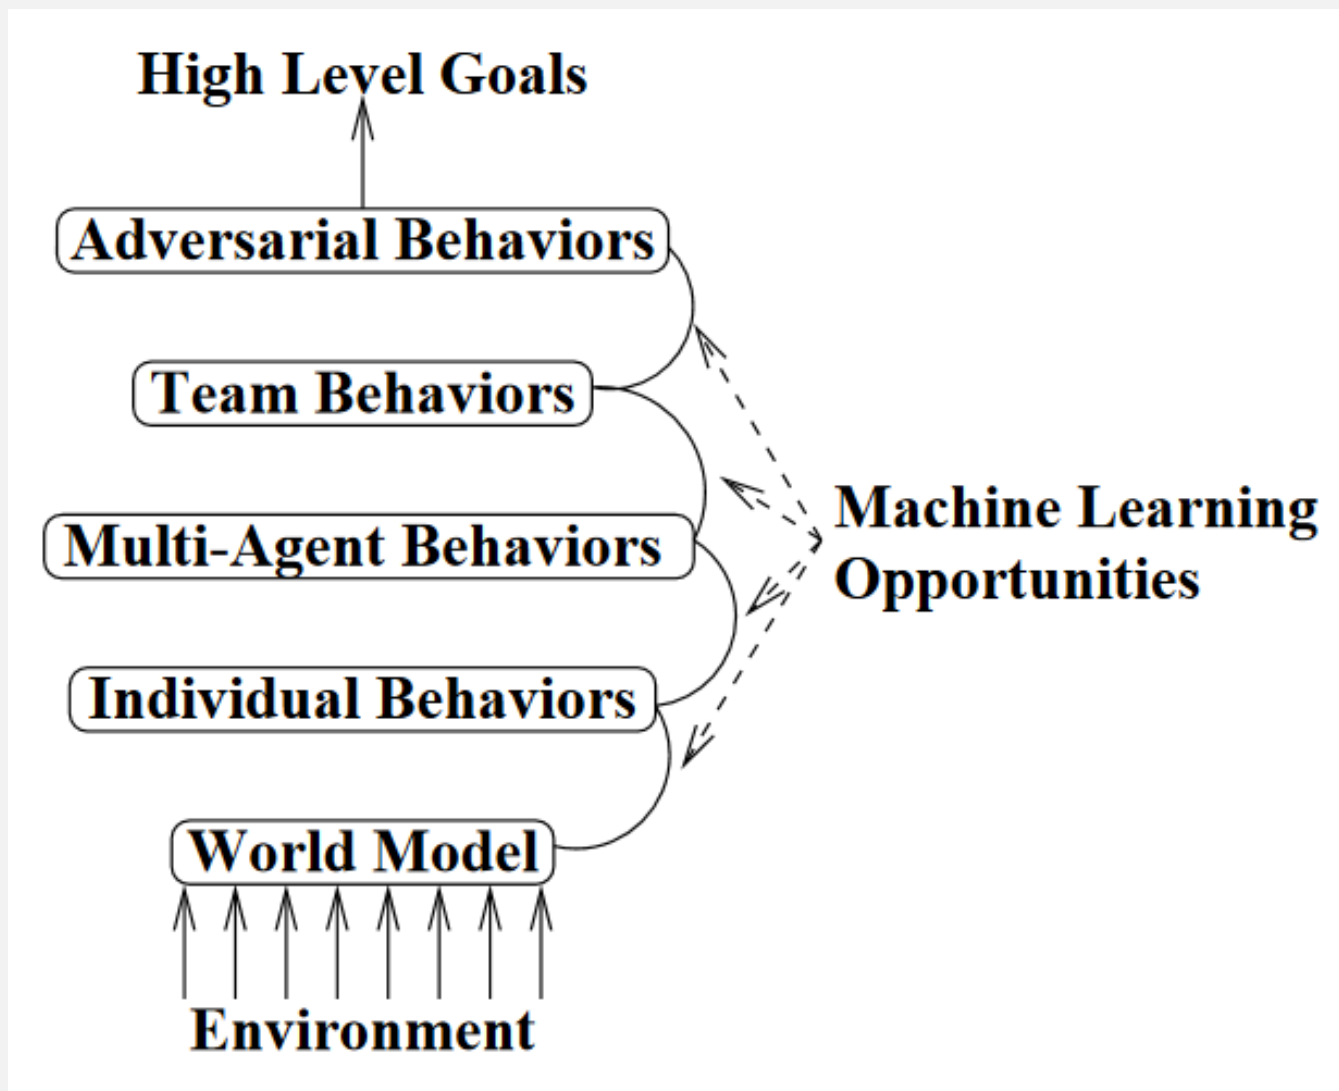 High Level Goals
Adversarial Behaviors
Team Behaviors
Multi-Agent Behaviors
Machine Learning
Opportunities
Individual Behaviors
World Model
Environment